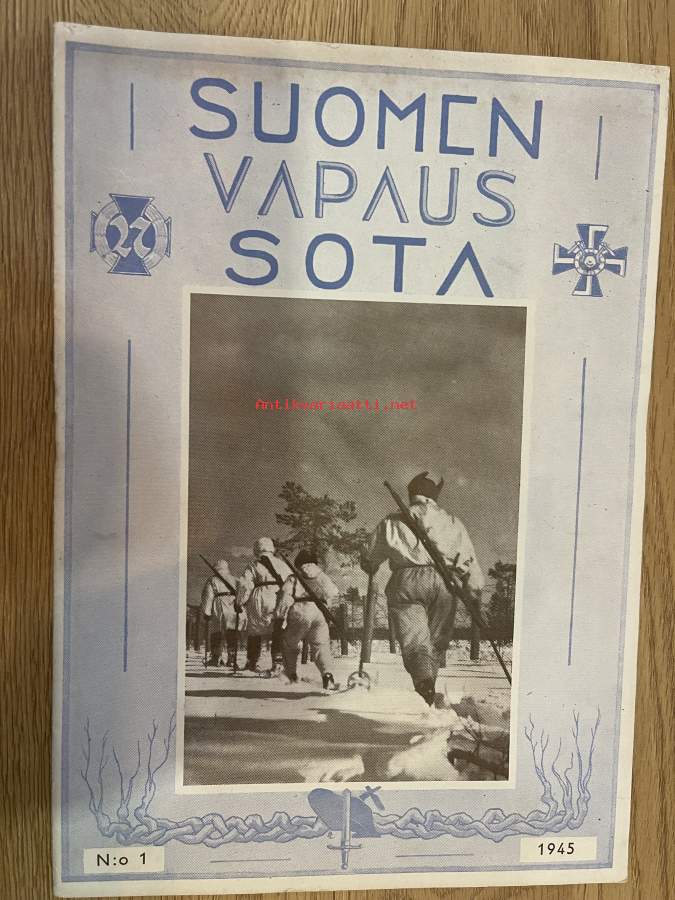 SUOMEN
VAPAUS
SOTA
Antikvariaatti.net
N:o 1
1945